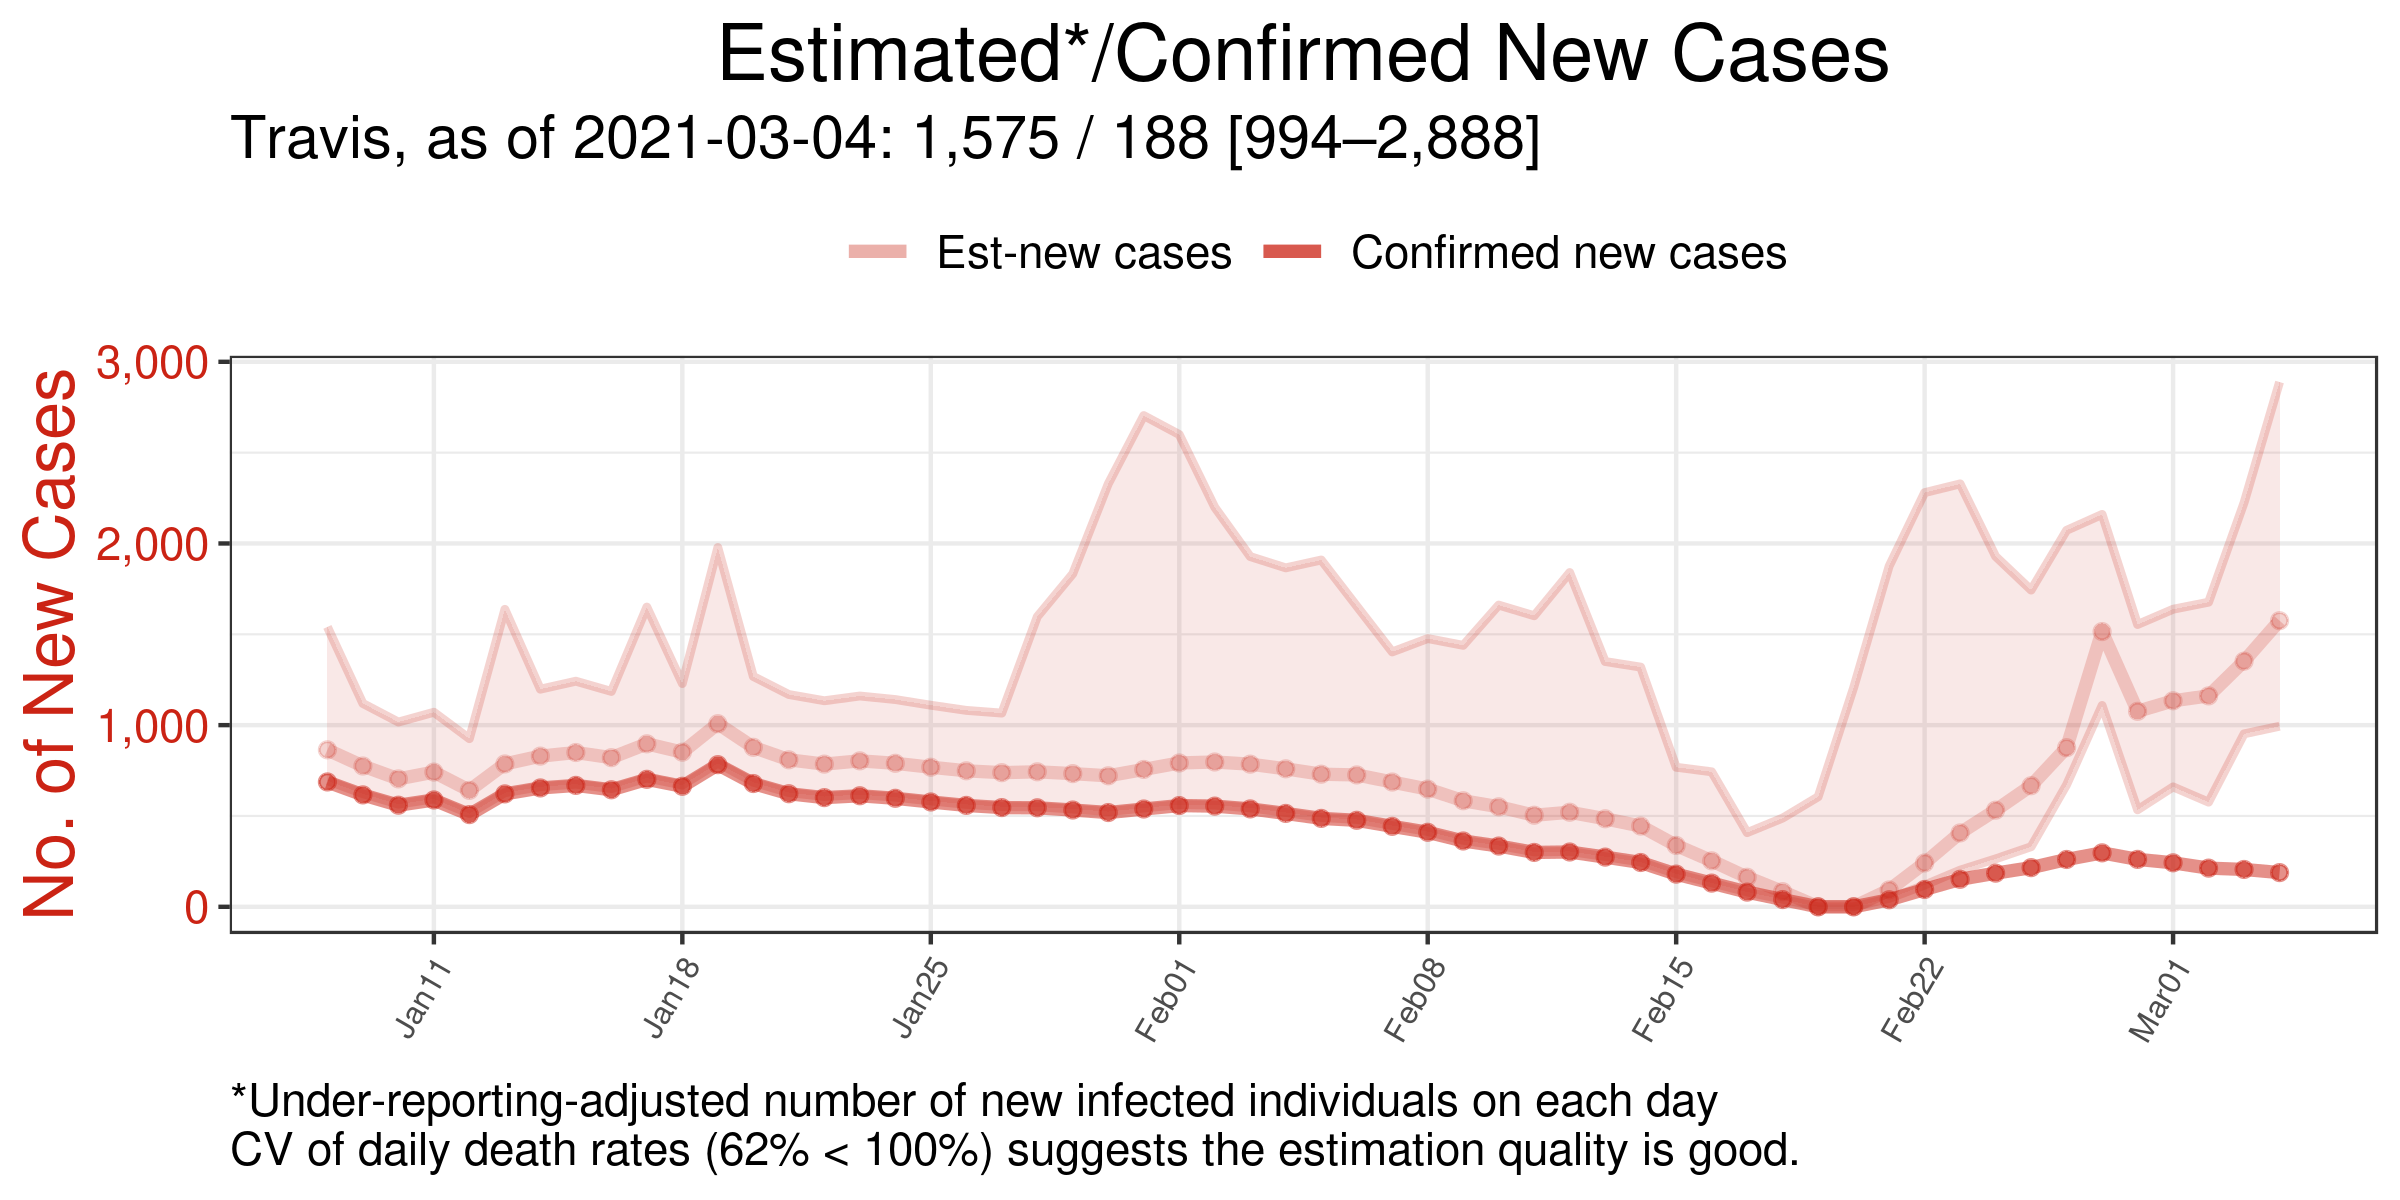 Estimated*/Confirmed New Cases
Travis, as of 2021-03-04: 1,575 / 188 [994–2,888]
Est-new cases Confirmed new cases
No. of New Cases
3,000
2,000
1,000
0
Jan11 Jan18 Jan25 Feb01 Feb08 Feb15 Feb22 Mar01
*Under-reporting-adjusted number of new infected individuals on each day
CV of daily death rates (62% < 100%) suggests the estimation quality is good.